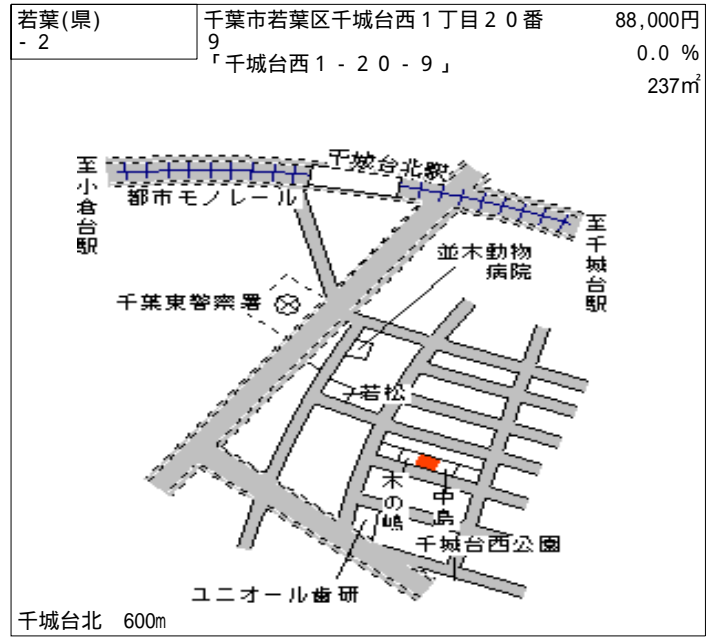 若葉(県)
- 2
千葉市若葉区千城台西１丁目２０番
9
「千城台西１-２０-９」
88,000円
0.0 %
237㎡
千城台北駅
至小倉台駅
都市モノレール
至千城台駅
並木動物
病院
千葉東警察署
若松
木の嶋
中島
千城台西公園
ユニオール歯研
千城台北 600m